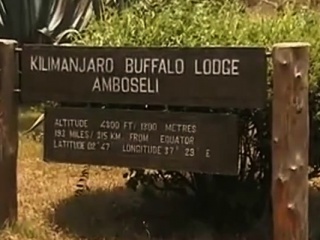 KILIMANJARO BUFFALO LODGE
AMBOSELI
ALTITUDE 4300 FT/ 1300 METRES
193 MILES/ 315 KM. FROM EQUATOR
LATITUDE 02° 47' LONGITUDE 37° 23' E